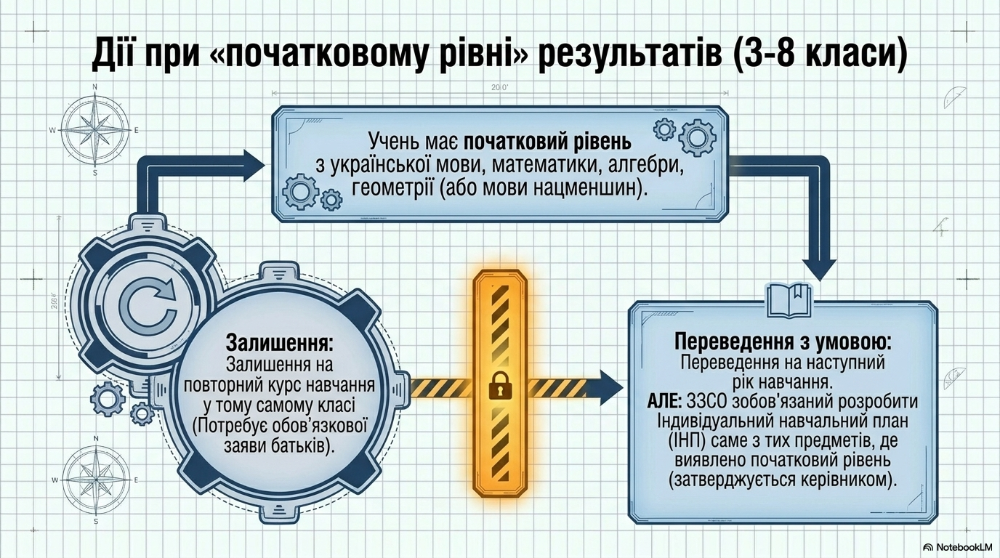 Дії при «початковому рівні» результатів (3-8 класи)
20 0'
N
W
E
S
Учень має початковий рівень
з української мови, математики, алгебри,
геометрії (або мови нацменшин).
Залишення:
Залишення на
повторний курс навчання
у тому самому класі
(Потребує обов'язкової
заяви батьків).
Переведення з умовою:
Переведення на наступний
рік навчання.
АЛЕ: ЗЗСО зобов'язаний розробити
Індивідуальний навчальний план
(ІНП) саме з тих предметів, де
виявлено початковий рівень
(затверджується керівником).
N
W
E
S
NotebookLM